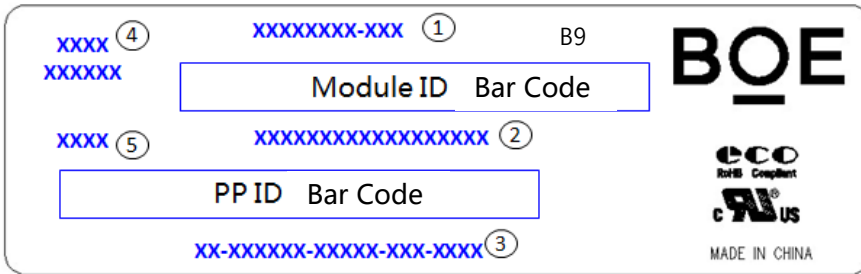 XXXX ④
XXXXXX
XXXXXXXX-XXX ①
B9
BOE
Module ID Bar Code
XXXX ⑤
XXXXXXXXXXXXXXXXXX ②
PP ID Bar Code
XX-XXXXXX-XXXXX-XXX-XXXX ③
eco
RoHS Compliant
c RU® US
MADE IN CHINA